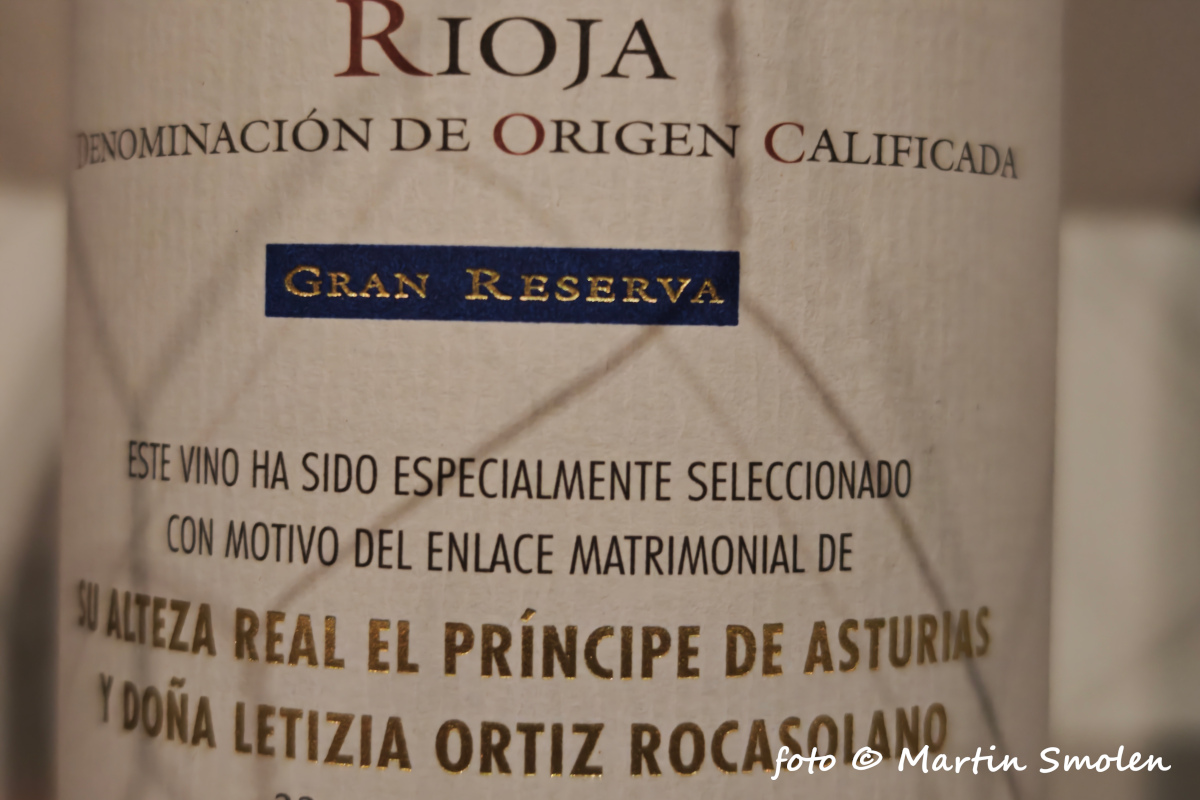 RIOJA
DENOMINACIÓN DE ORIGEN CALIFICADA
GRAN RESERVA
ESTE VINO HA SIDO ESPECIALMENTE SELECCIONADO
CON MOTIVO DEL ENLACE MATRIMONIAL DE
SU ALTEZA REAL EL PRÍNCIPE DE ASTURIAS
Y DOÑA LETIZIA ORTIZ ROCASOLANO
foto © Martin Smolen